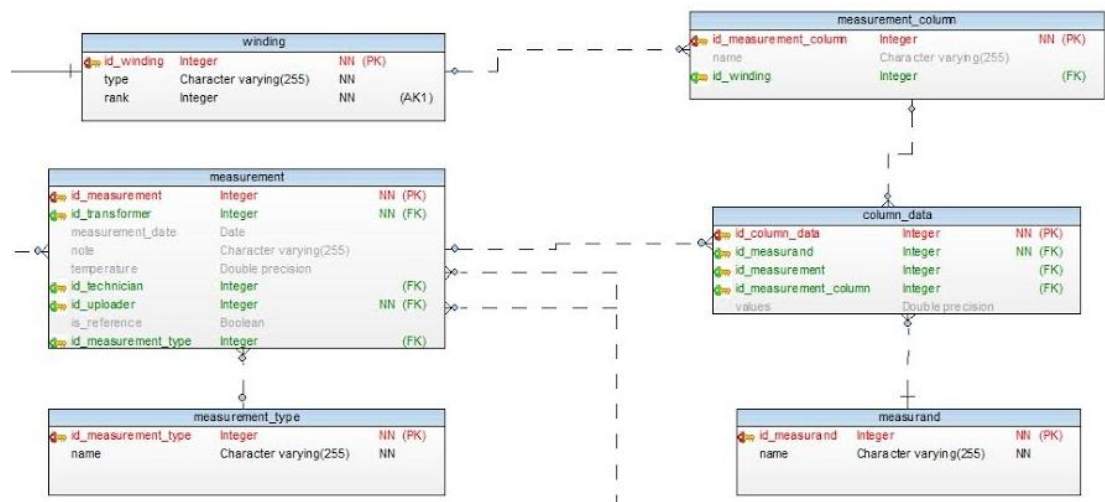 winding
id_winding Integer NN (PK)
type Character varying(255) NN
rank Integer NN (AK1)
measurement_column
id_measurement_column Integer NN (PK)
name Character varying(255)
id_winding Integer (FK)
measurement
id_measurement Integer NN (PK)
id_transformer Integer NN (FK)
measurement_date Date
note Character varying(255)
temperature Double precision
id_technician Integer (FK)
id_uploader Integer NN (FK)
is_reference Boolean
id_measurement_type Integer (FK)
column_data
id_column_data Integer NN (PK)
id_measurand Integer NN (FK)
id_measurement Integer (FK)
id_measurement_column Integer (FK)
values Double precision
measurement_type
id_measurement_type Integer NN (PK)
name Character varying(255) NN
measurand
id_measurand Integer NN (PK)
name Character varying(255) NN